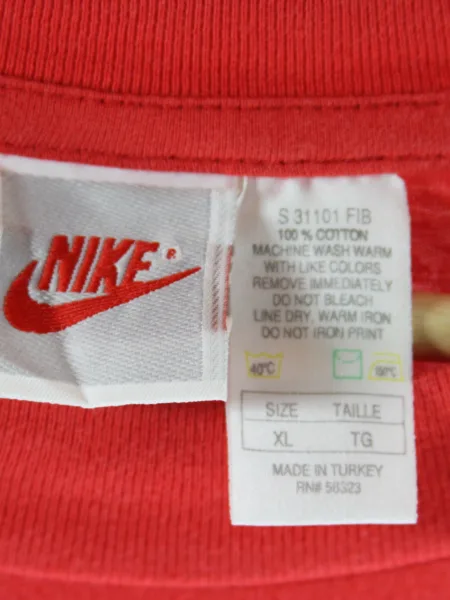 NIKE®
S 31101 FIB
100 % COTTON
MACHINE WASH WARM
WITH LIKE COLORS
REMOVE IMMEDIATELY
DO NOT BLEACH
LINE DRY, WARM IRON
DO NOT IRON PRINT
40°C 150°C
SIZE TAILLE
XL TG
MADE IN TURKEY
RN# 56323